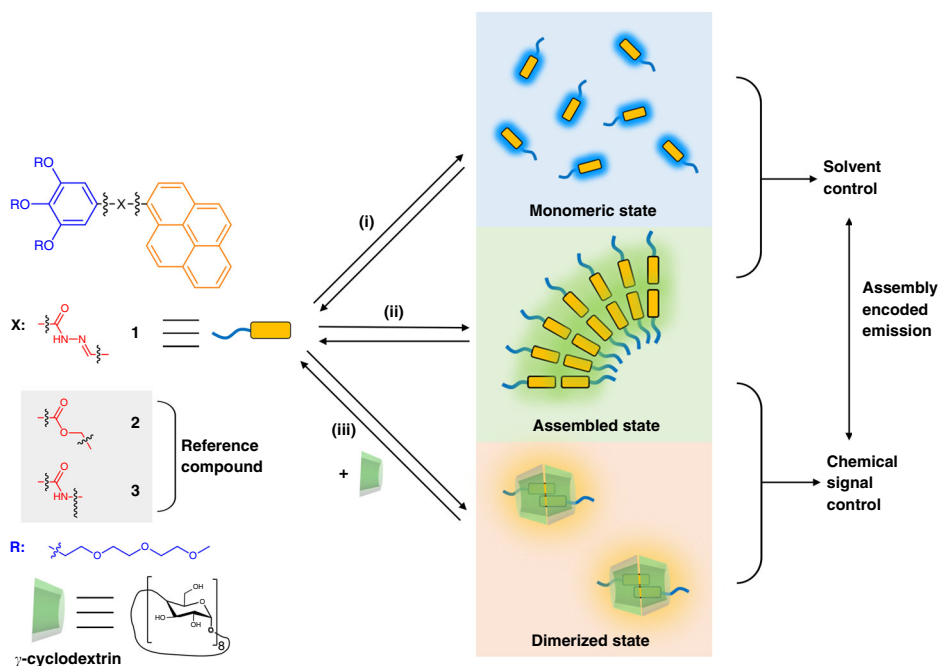 RO
RO
RO
X
(i)
Monomeric state
Solvent
control
X:
O
HN
N
1
(ii)
Assembly
encoded
emission
Assembled state
O
O
2
Reference
compound
O
HN
3
(iii)
+
Chemical
signal
control
R:
O
O
O
OH
O
HO
OH
O
8
γ-cyclodextrin
Dimerized state